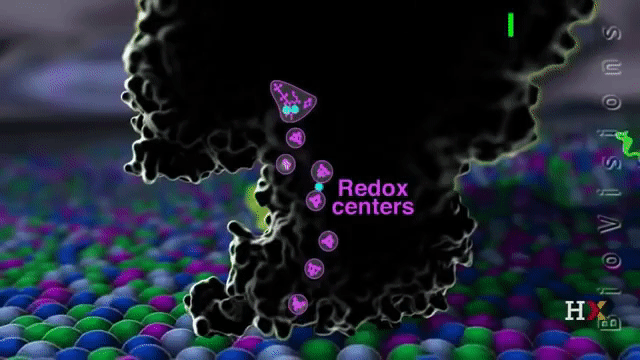 Redox
centers
BioVisions
HX